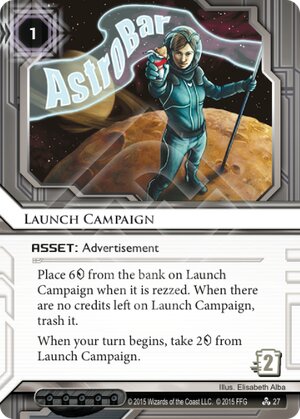 1
AstroBar
Launch Campaign
ASSET: Advertisement
Place 6 from the bank on Launch
Campaign when it is rezzed. When there
are no credits left on Launch Campaign,
trash it.
When your turn begins, take 2 from
Launch Campaign.
2
Illus. Elisabeth Alba
© 2015 Wizards of the Coast LLC. © 2015 FFG
27